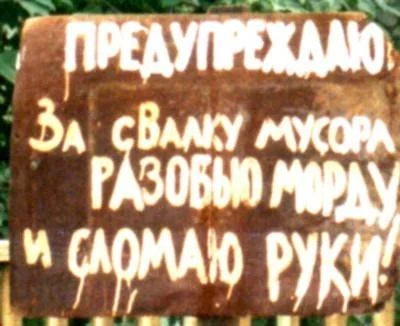 ПРЕДУПРЕЖДАЮ
За свалку мусора
РАЗОБЬЮ МОРДУ
и сломаю РУКИ!